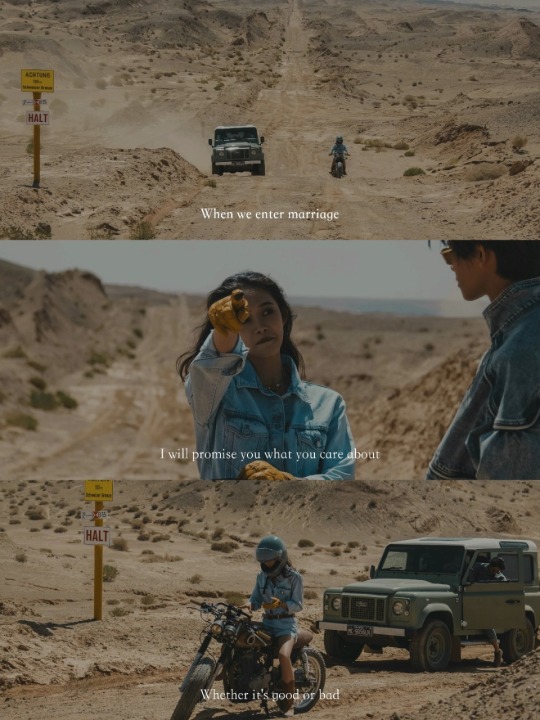 ACHTUNG
HALT
When we enter marriage
I will promise you what you care about
HALT
Whether it's good or bad